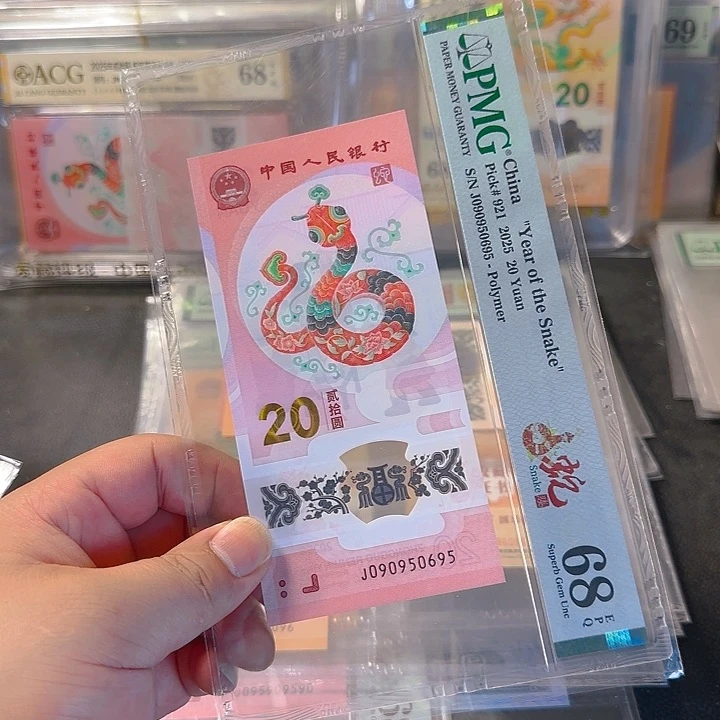 ACG
68
20
69
中国人民银行
20
贰拾圆
J090950695
PMG
PAPER MONEY GUARANTY
China
"Year of the Snake"
Pick# 921 2025 20 Yuan
S/N J090950695 - Polymer
蛇
Snake
68
EPQ
Superb Gem Unc